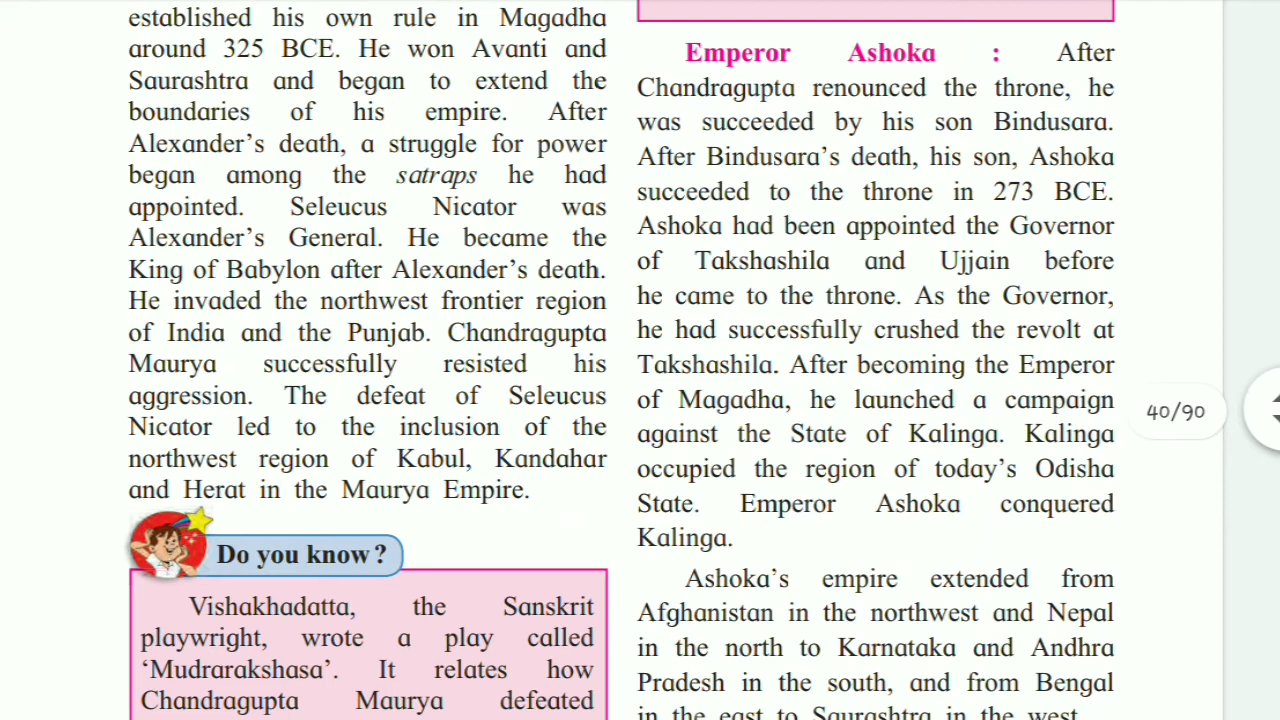 established his own rule in Magadha
around 325 BCE. He won Avanti and
Saurashtra and began to extend the
boundaries of his empire. After
Alexander's death, a struggle for power
began among the satraps he had
appointed. Seleucus Nicator was
Alexander's General. He became the
King of Babylon after Alexander's death.
He invaded the northwest frontier region
of India and the Punjab. Chandragupta
Maurya successfully resisted his
aggression. The defeat of Seleucus
Nicator led to the inclusion of the
northwest region of Kabul, Kandahar
and Herat in the Maurya Empire.
Do you know?
Vishakhadatta, the Sanskrit
playwright, wrote a play called
‘Mudrarakshasa’. It relates how
Chandragupta Maurya defeated
Emperor Ashoka : After
Chandragupta renounced the throne, he
was succeeded by his son Bindusara.
After Bindusara's death, his son, Ashoka
succeeded to the throne in 273 BCE.
Ashoka had been appointed the Governor
of Takshashila and Ujjain before
he came to the throne. As the Governor,
he had successfully crushed the revolt at
Takshashila. After becoming the Emperor
of Magadha, he launched a campaign
against the State of Kalinga. Kalinga
occupied the region of today's Odisha
State. Emperor Ashoka conquered
Kalinga.
Ashoka's empire extended from
Afghanistan in the northwest and Nepal
in the north to Karnataka and Andhra
Pradesh in the south, and from Bengal
in the east to Saurashtra in the west.
40/90